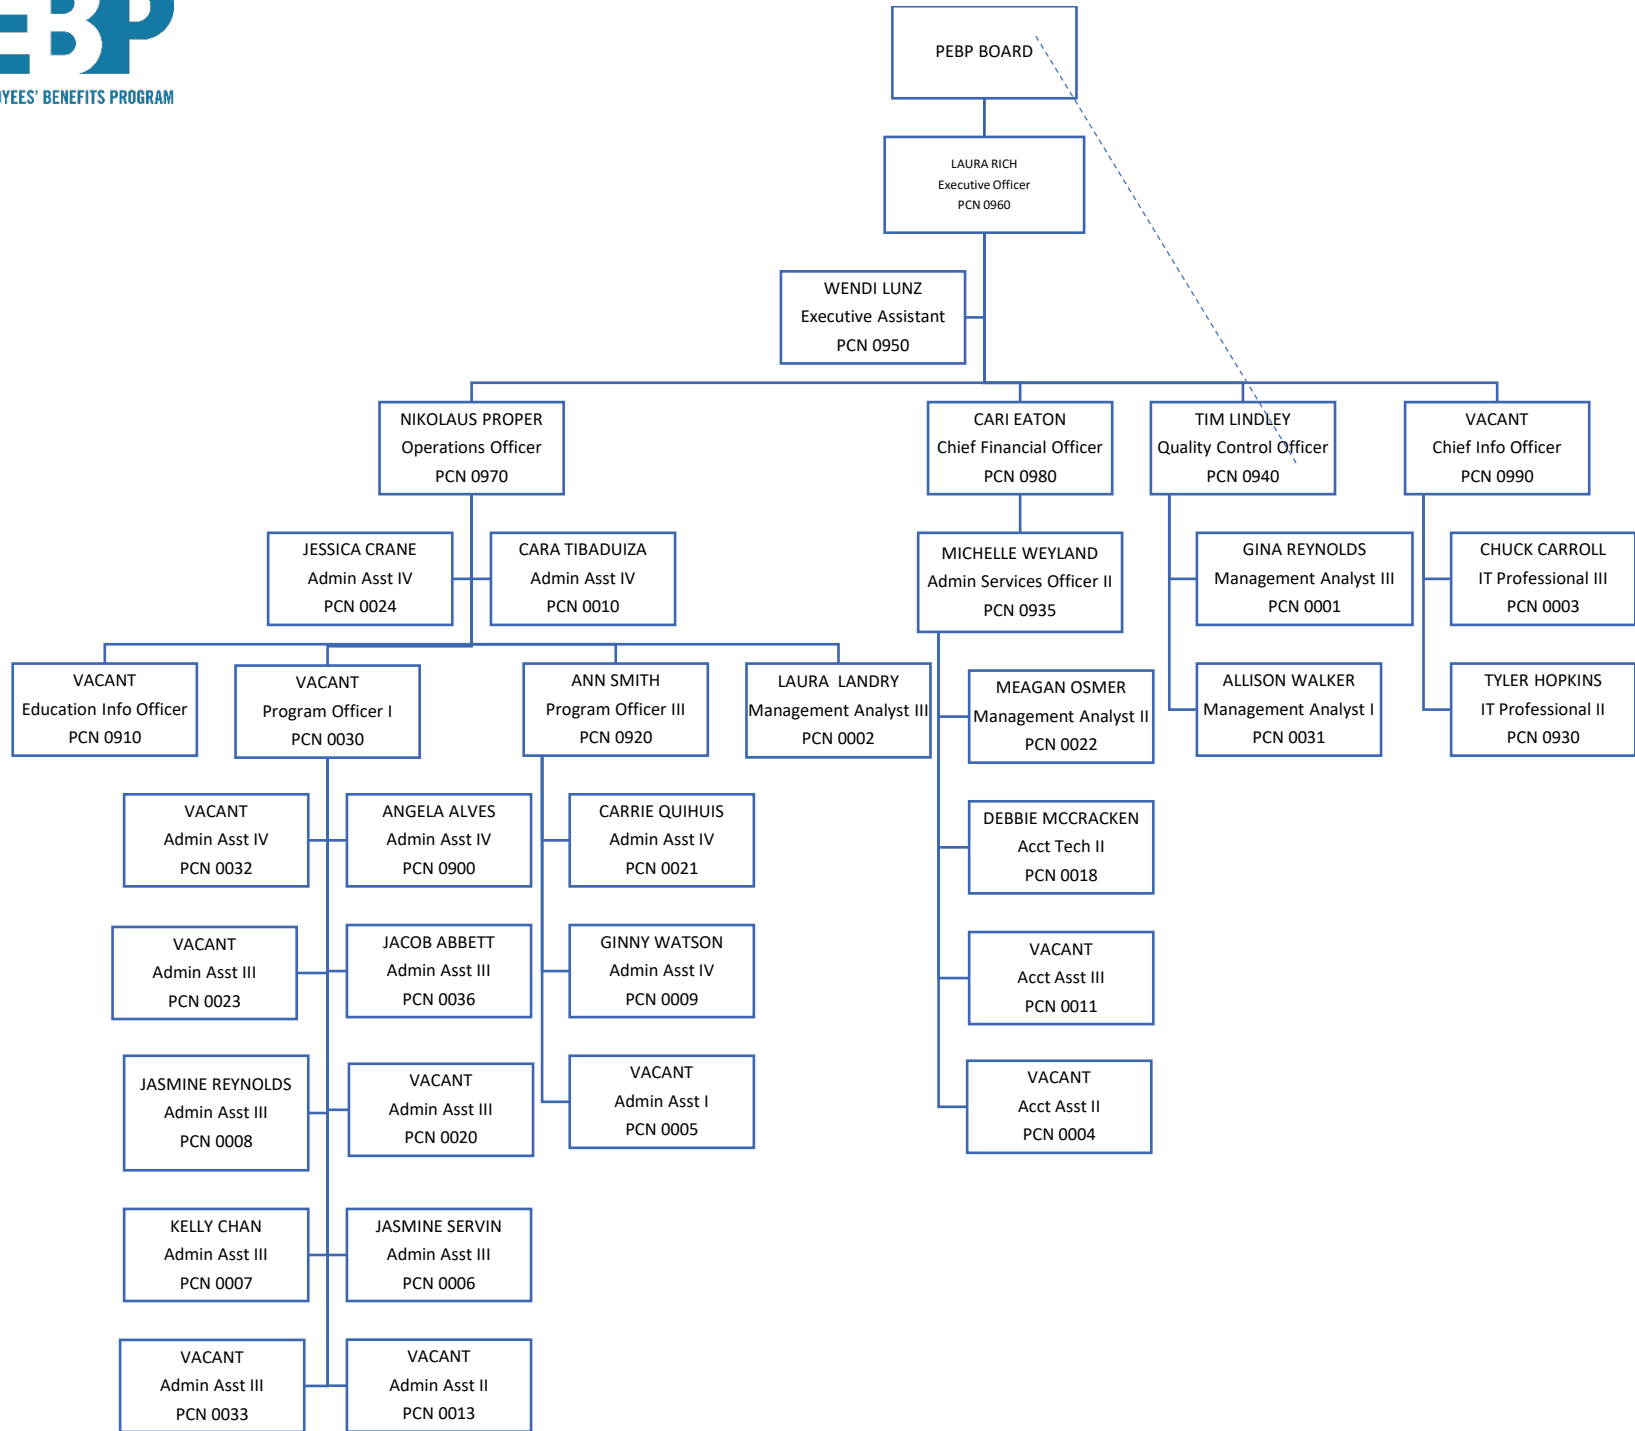 EBP
OYEES' BENEFITS PROGRAM
PEBP BOARD
LAURA RICH
Executive Officer
PCN 0960
WENDI LUNZ
Executive Assistant
PCN 0950
NIKOLAUS PROPER
Operations Officer
PCN 0970
CARI EATON
Chief Financial Officer
PCN 0980
TIM LINDLEY
Quality Control Officer
PCN 0940
VACANT
Chief Info Officer
PCN 0990
JESSICA CRANE
Admin Asst IV
PCN 0024
CARA TIBADUIZA
Admin Asst IV
PCN 0010
MICHELLE WEYLAND
Admin Services Officer II
PCN 0935
GINA REYNOLDS
Management Analyst III
PCN 0001
CHUCK CARROLL
IT Professional III
PCN 0003
VACANT
Education Info Officer
PCN 0910
VACANT
Program Officer I
PCN 0030
ANN SMITH
Program Officer III
PCN 0920
LAURA LANDRY
Management Analyst III
PCN 0002
MEAGAN OSMER
Management Analyst II
PCN 0022
ALLISON WALKER
Management Analyst I
PCN 0031
TYLER HOPKINS
IT Professional II
PCN 0930
VACANT
Admin Asst IV
PCN 0032
ANGELA ALVES
Admin Asst IV
PCN 0900
CARRIE QUIHUIS
Admin Asst IV
PCN 0021
DEBBIE MCCRACKEN
Acct Tech II
PCN 0018
VACANT
Admin Asst III
PCN 0023
JACOB ABBETT
Admin Asst III
PCN 0036
GINNY WATSON
Admin Asst IV
PCN 0009
VACANT
Acct Asst III
PCN 0011
JASMINE REYNOLDS
Admin Asst III
PCN 0008
VACANT
Admin Asst III
PCN 0020
VACANT
Admin Asst I
PCN 0005
VACANT
Acct Asst II
PCN 0004
KELLY CHAN
Admin Asst III
PCN 0007
JASMINE SERVIN
Admin Asst III
PCN 0006
VACANT
Admin Asst III
PCN 0033
VACANT
Admin Asst II
PCN 0013